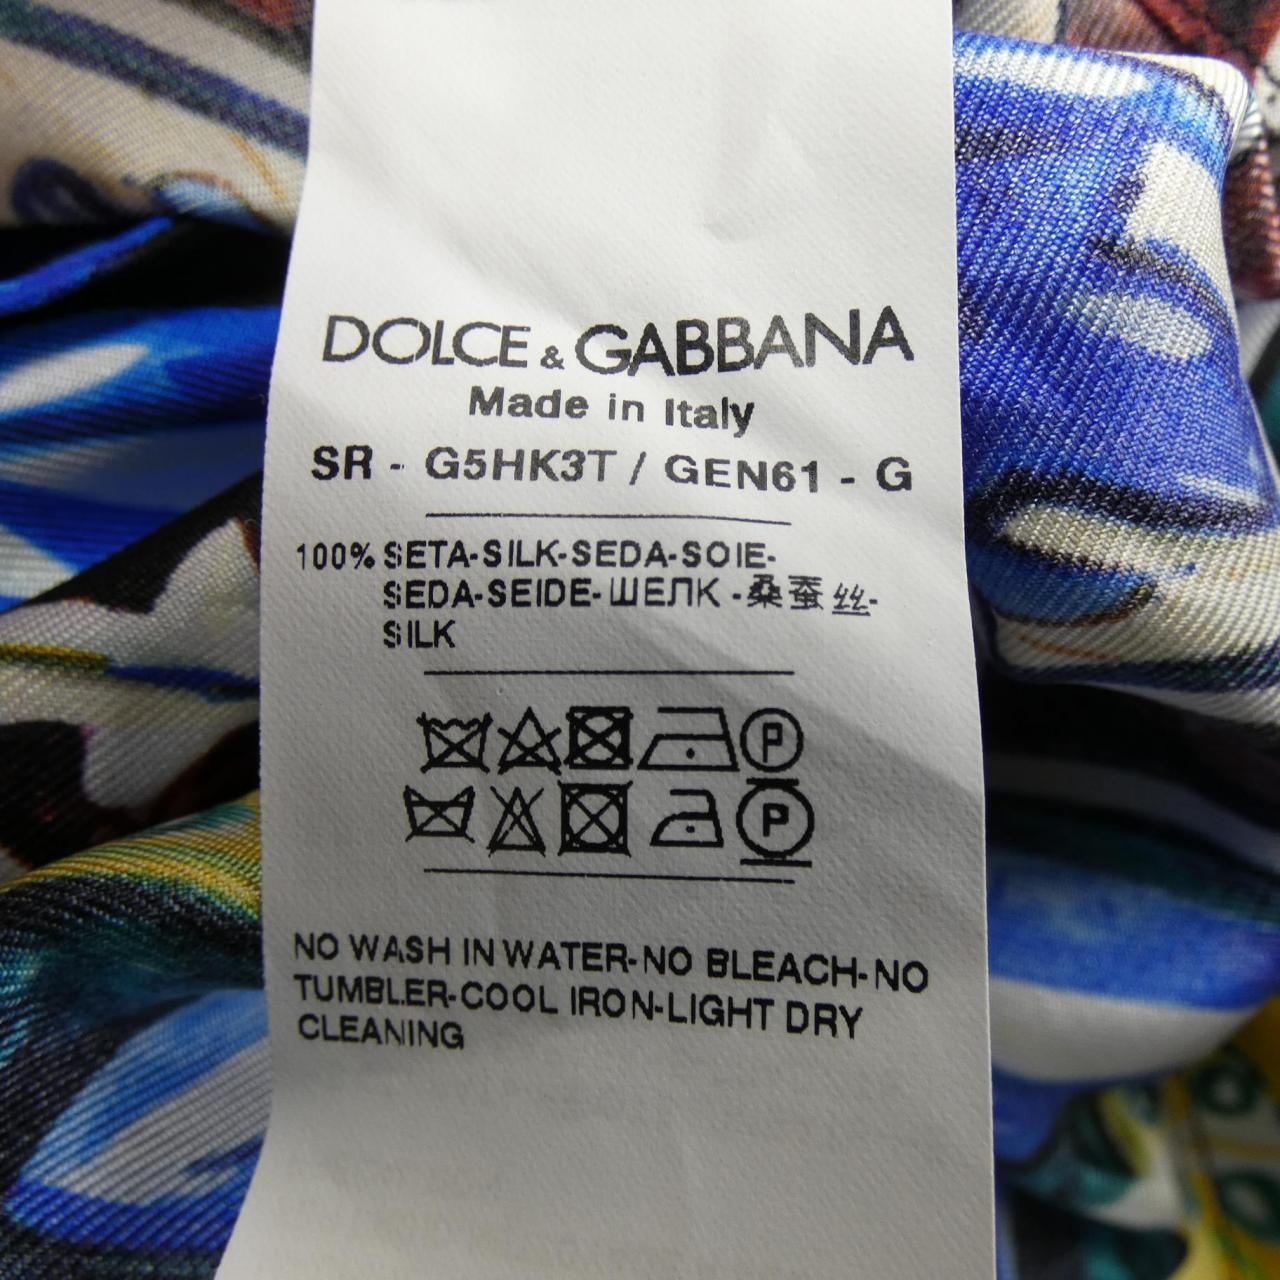 DOLCE & GABBANA
Made in Italy
SR - G5HK3T / GEN61 - G
100% SETA-SILK-SEDA-SOIE-
SEDA-SEIDE-ШЕЛК-桑蚕丝-
SILK
P
P
NO WASH IN WATER-NO BLEACH-NO
TUMBLER-COOL IRON-LIGHT DRY
CLEANING